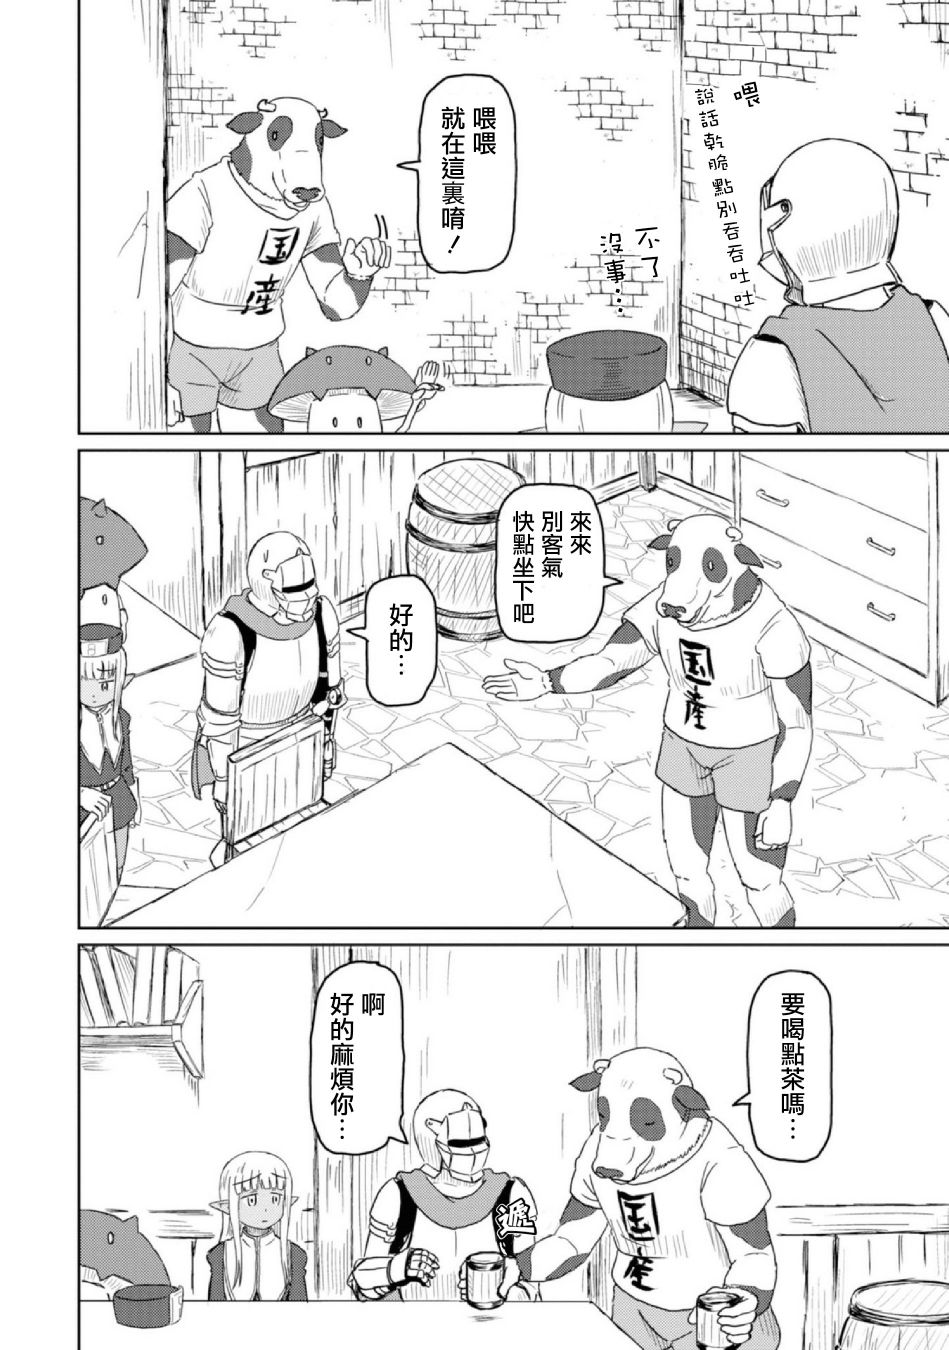 喂
說話乾脆點別吞吞吐吐
不了
沒事…
喂喂
就在這裏唷!
国産
來來
別客氣
快點坐下吧
好的…
国産
要喝點茶嗎…
啊
好的麻煩你…
遞
国産